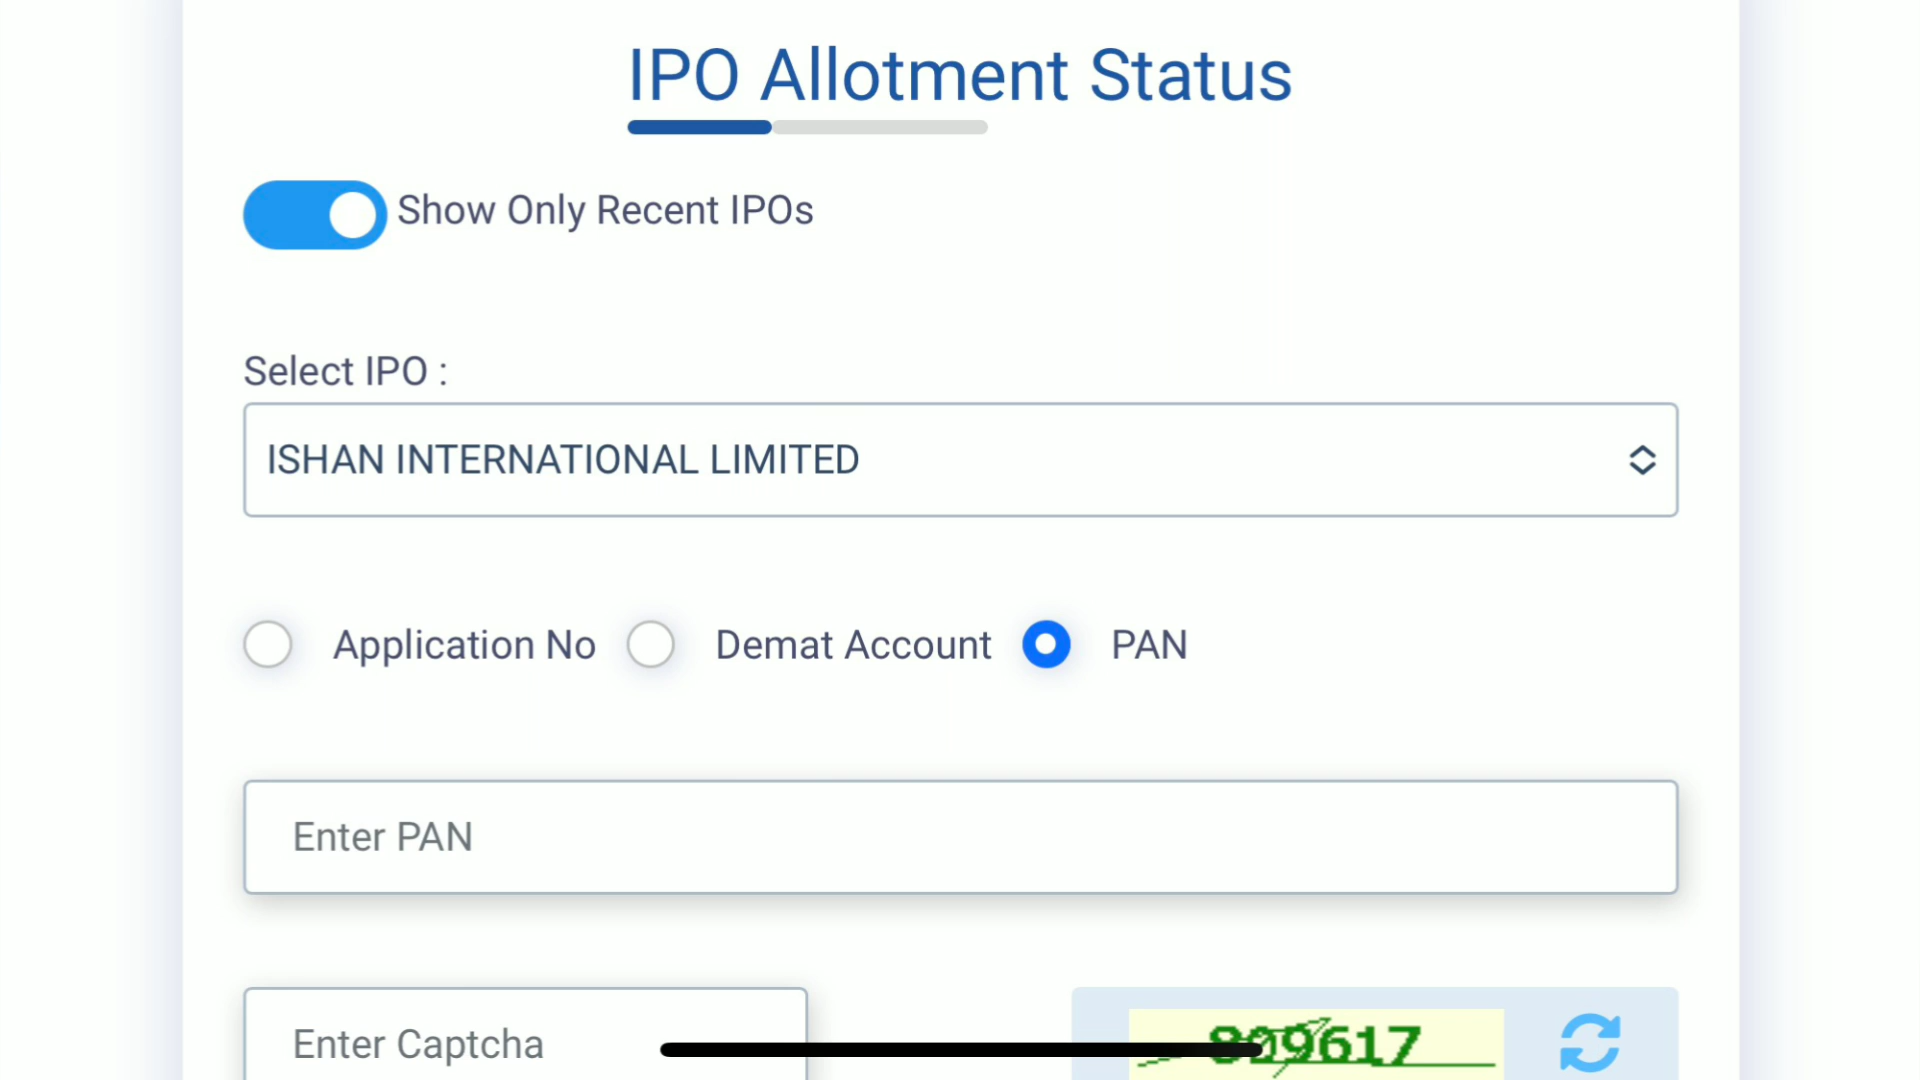 IPO Allotment Status
Show Only Recent IPOs
Select IPO :
ISHAN INTERNATIONAL LIMITED
Application No
Demat Account
PAN
Enter PAN
Enter Captcha
809617